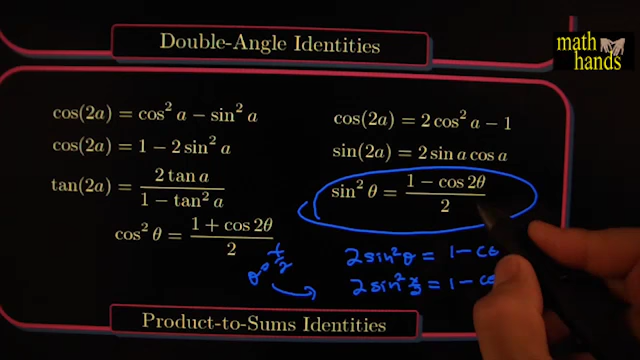 Double-Angle Identities
math
hands
cos(2a) = cos² a − sin² a
cos(2a) = 2 cos² a − 1
cos(2a) = 1 − 2 sin² a
sin(2a) = 2 sin a cos a
tan(2a) = 2 tan a / 1 − tan² a
sin² θ = 1 − cos 2θ / 2
cos² θ = 1 + cos 2θ / 2
2 sin² θ = 1 − co
2 sin² x/2 = 1 − co
Product-to-Sums Identities